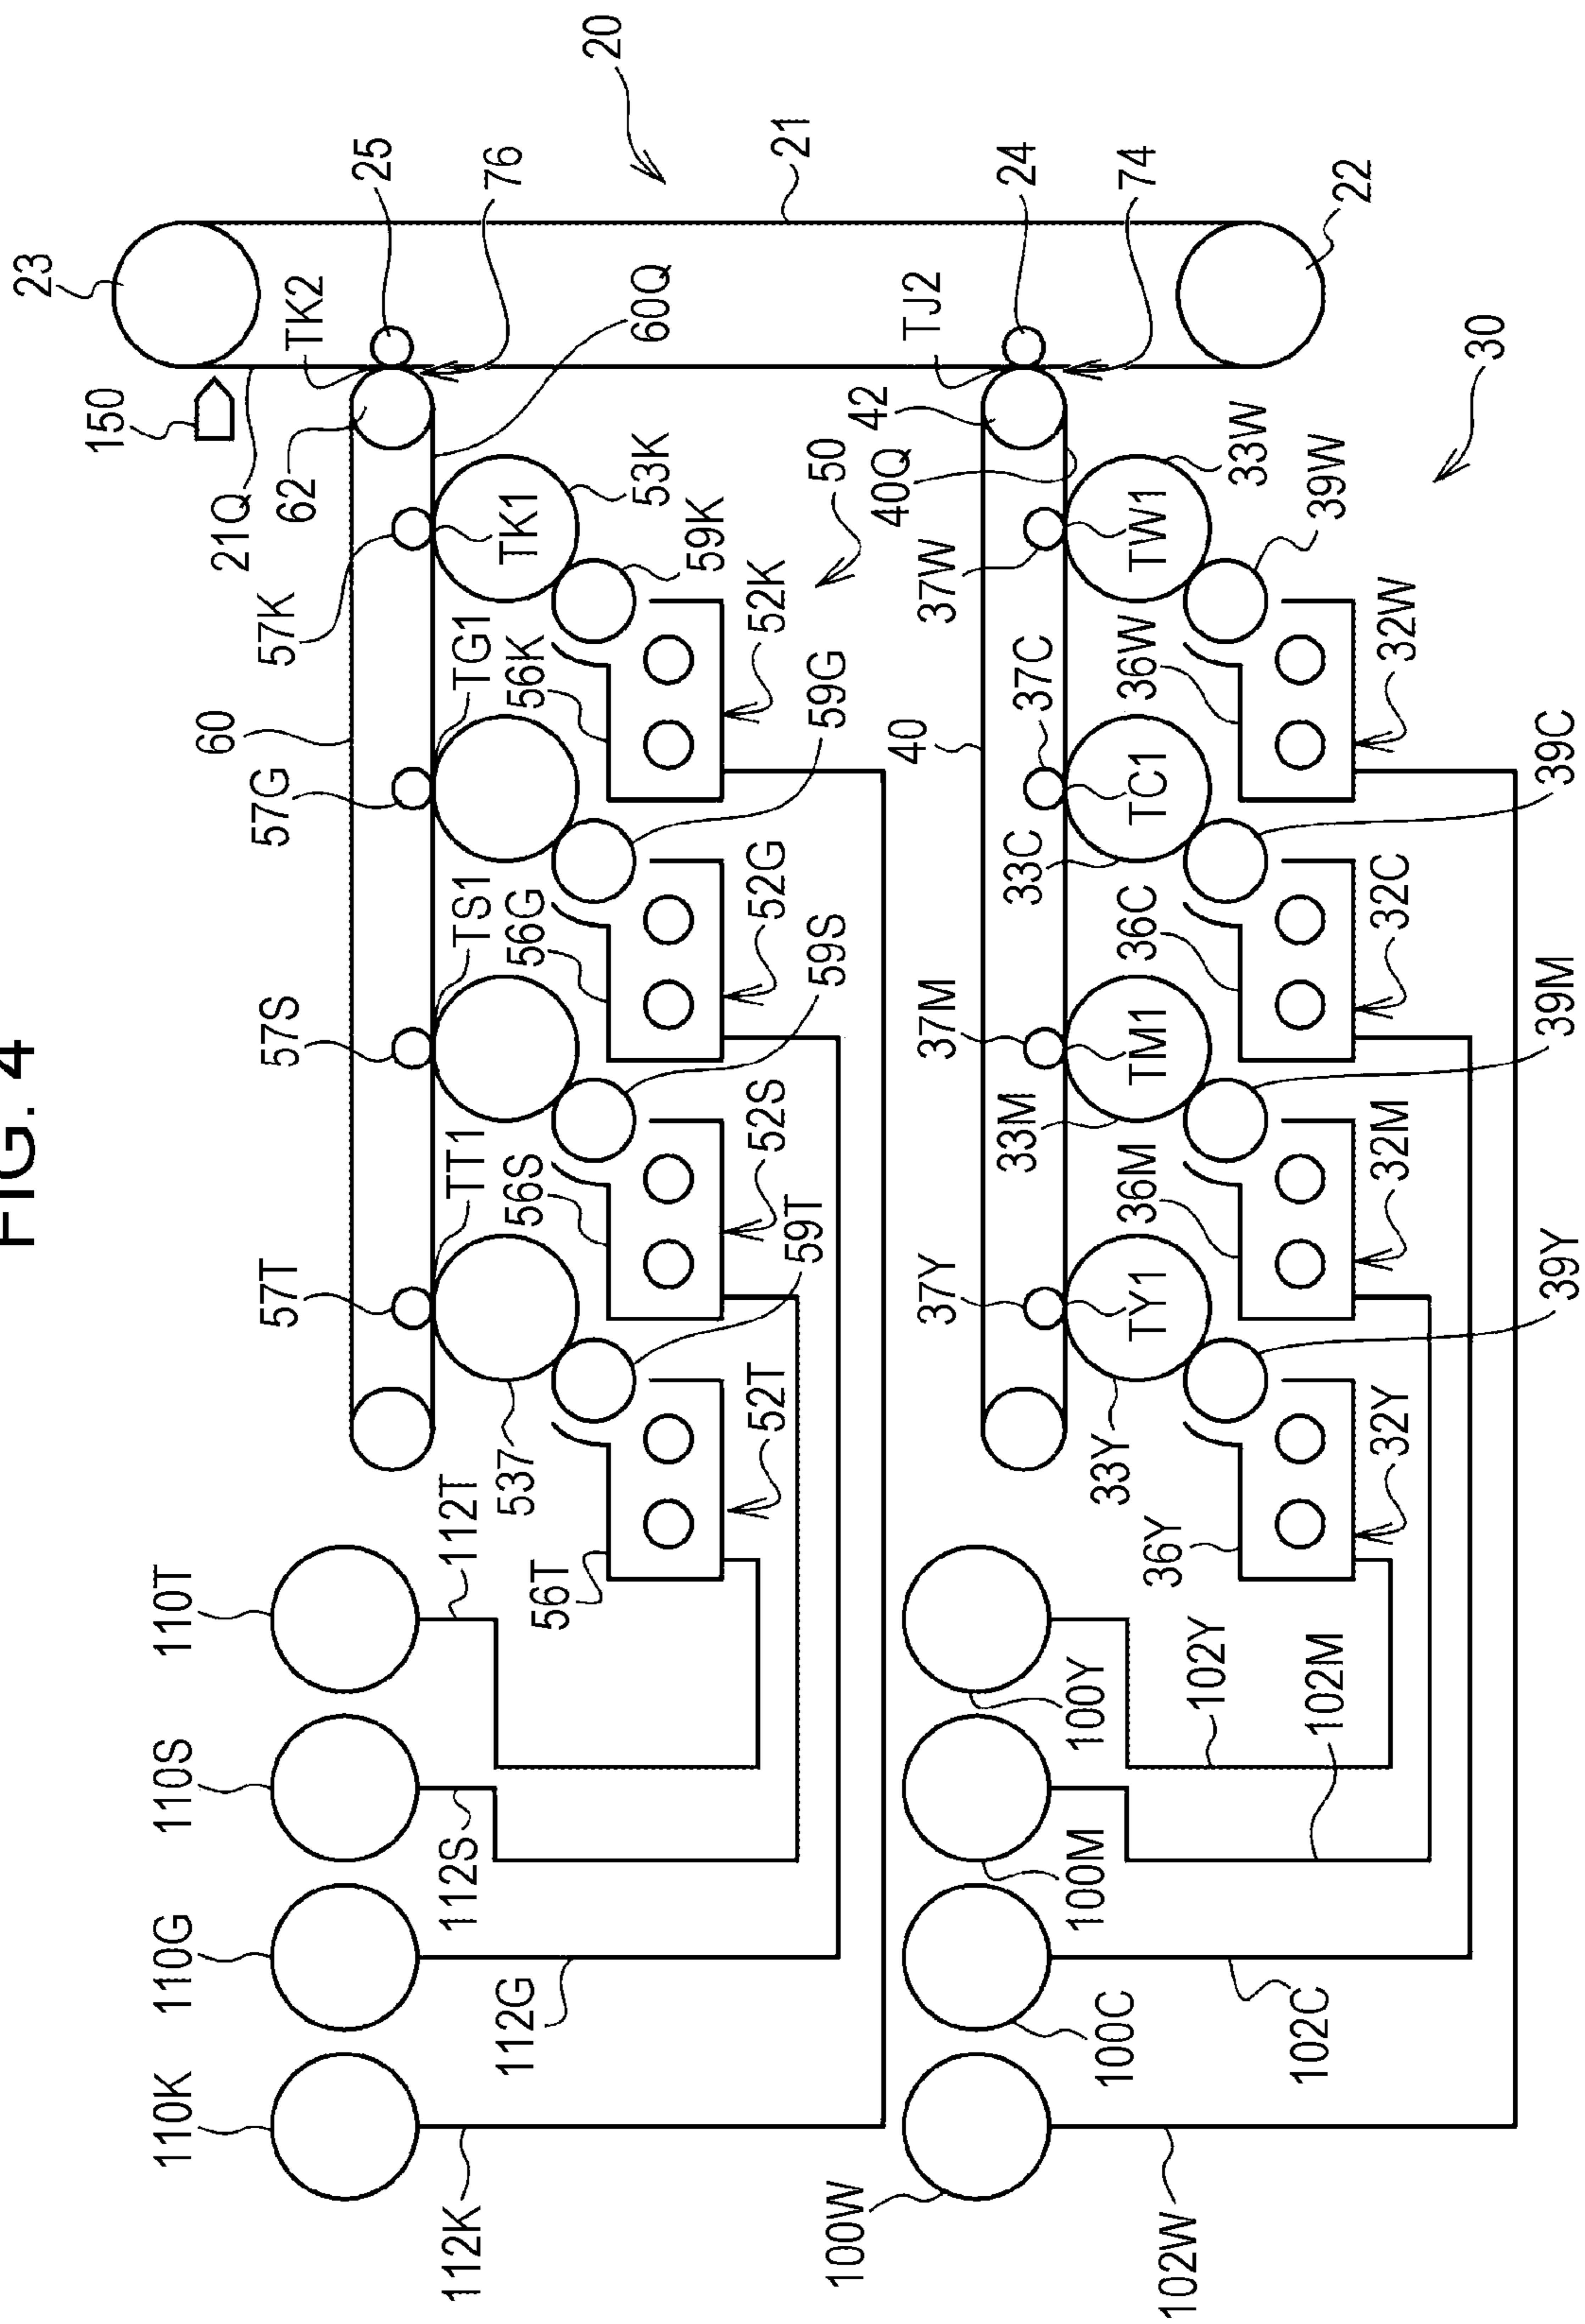 FIG. 4
110K
110G
110S
110T
112K
112G
112S
112T
57T
57S
57G
57K
60
62
21Q
150
23
TK2
25
76
60Q
20
21
TT1
TS1
TG1
TK1
537
53K
56T
56S
56G
56K
59T
59S
59G
59K
52T
52S
52G
52K
50
100W
100C
100M
100Y
102W
102C
102M
102Y
37Y
37M
37C
37W
40
40Q
42
TJ2
24
74
22
33Y
33M
33C
33W
TY1
TM1
TC1
TW1
36Y
36M
36C
36W
39Y
39M
39C
39W
32Y
32M
32C
32W
30